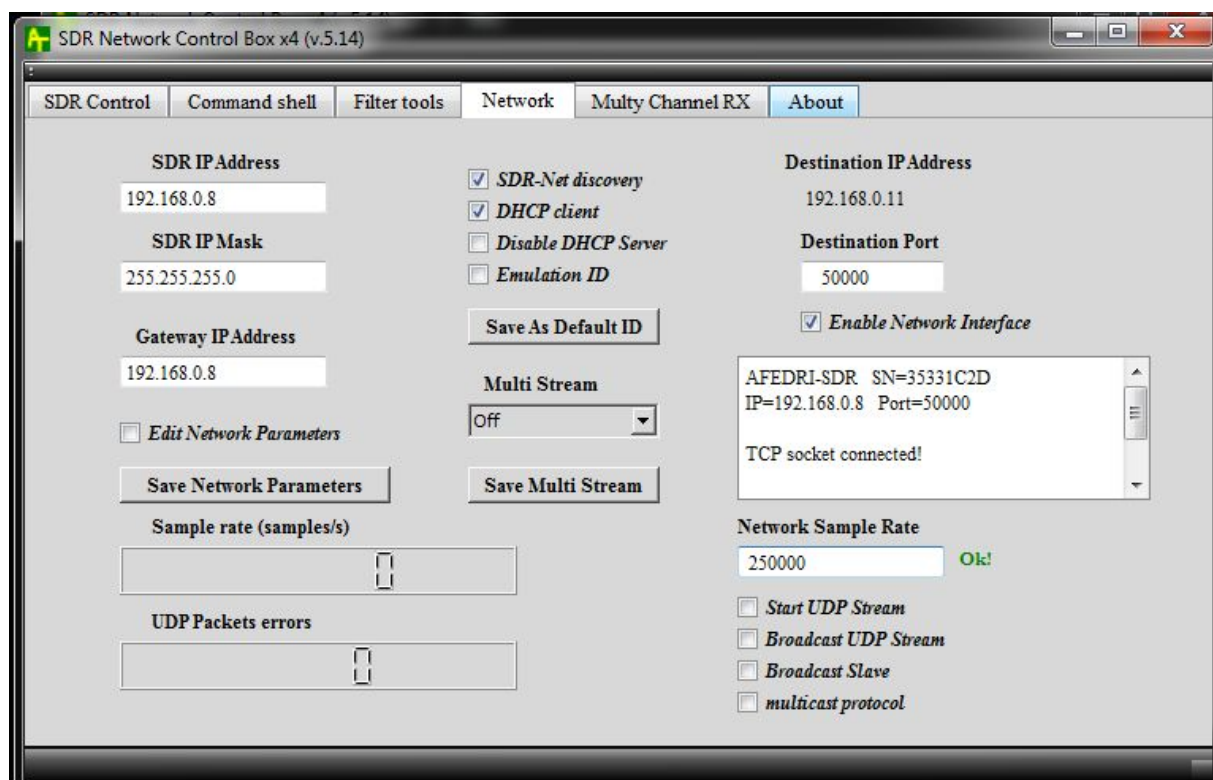 SDR Network Control Box x4 (v.5.14)
SDR Control Command shell Filter tools Network Multy Channel RX About
SDR IP Address
192.168.0.8
SDR IP Mask
255.255.255.0
Gateway IP Address
192.168.0.8
Edit Network Parameters
Save Network Parameters
SDR-Net discovery
DHCP client
Disable DHCP Server
Emulation ID
Save As Default ID
Multi Stream
Off
Save Multi Stream
Destination IP Address
192.168.0.11
Destination Port
50000
Enable Network Interface
AFEDRI-SDR SN=35331C2D
IP=192.168.0.8 Port=50000
TCP socket connected!
Sample rate (samples/s)
0
UDP Packets errors
0
Network Sample Rate
250000 Ok!
Start UDP Stream
Broadcast UDP Stream
Broadcast Slave
multicast protocol